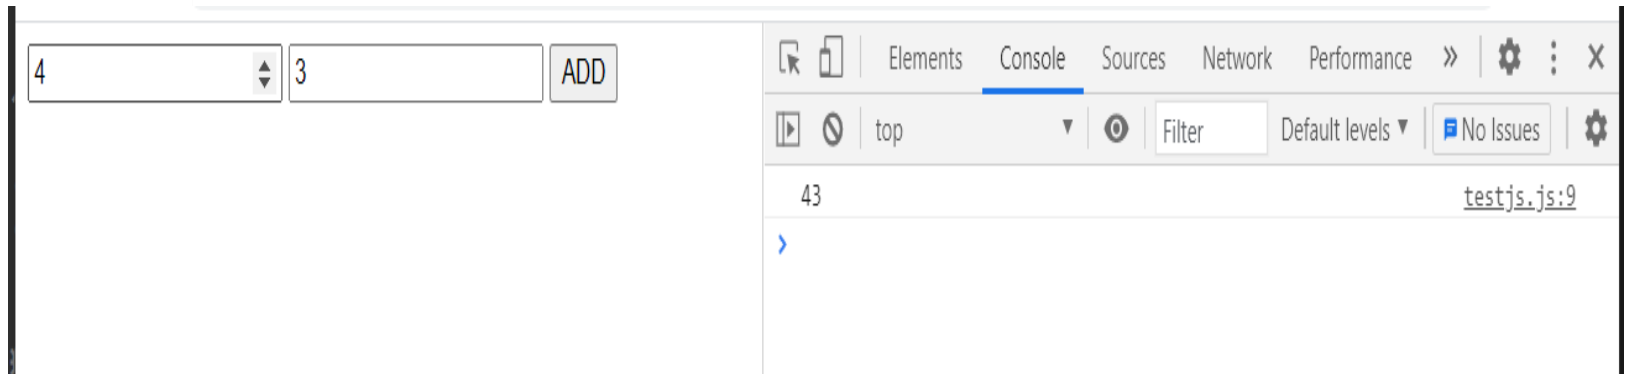 4 3 ADD
Elements Console Sources Network Performance »
top Filter Default levels No Issues
43 testjs.js:9